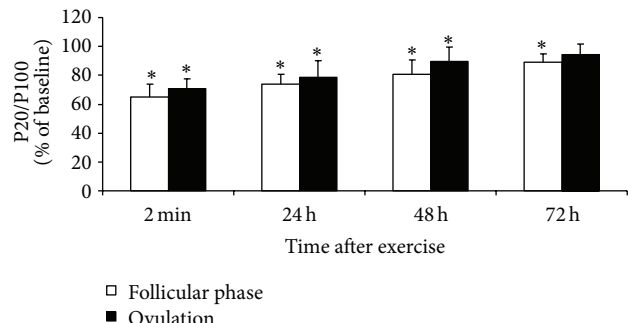 120
100
80
60
40
20
0
P20/P100
(% of baseline)
* * * * * * *
2 min 24 h 48 h 72 h
Time after exercise
Follicular phase
Ovulation